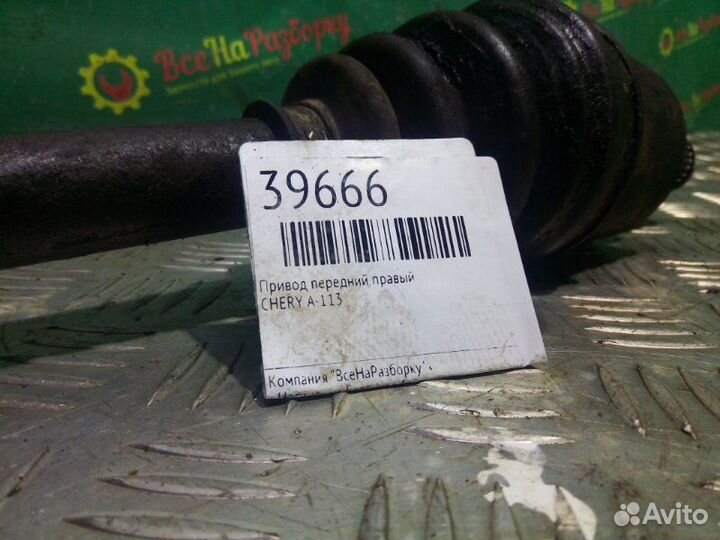 ВсеНаРазборку
39666
Привод передний правый
CHERY A-113
Компания "ВсеНаРазборку"
Avito